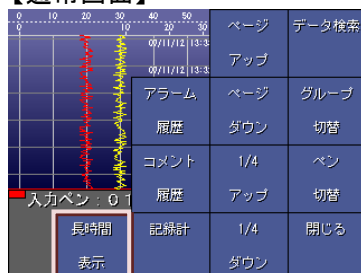 【通常画面】
0 10 20 30 40 50
0 10 20 30
09/11/12 13:3
09/11/12 13:3
ページ
アップ
データ検索
アラーム
履歴
ページ
ダウン
グループ
切替
コメント
履歴
1/4
アップ
ペン
切替
入力ペン:01
長時間
表示
記録計
1/4
ダウン
閉じる